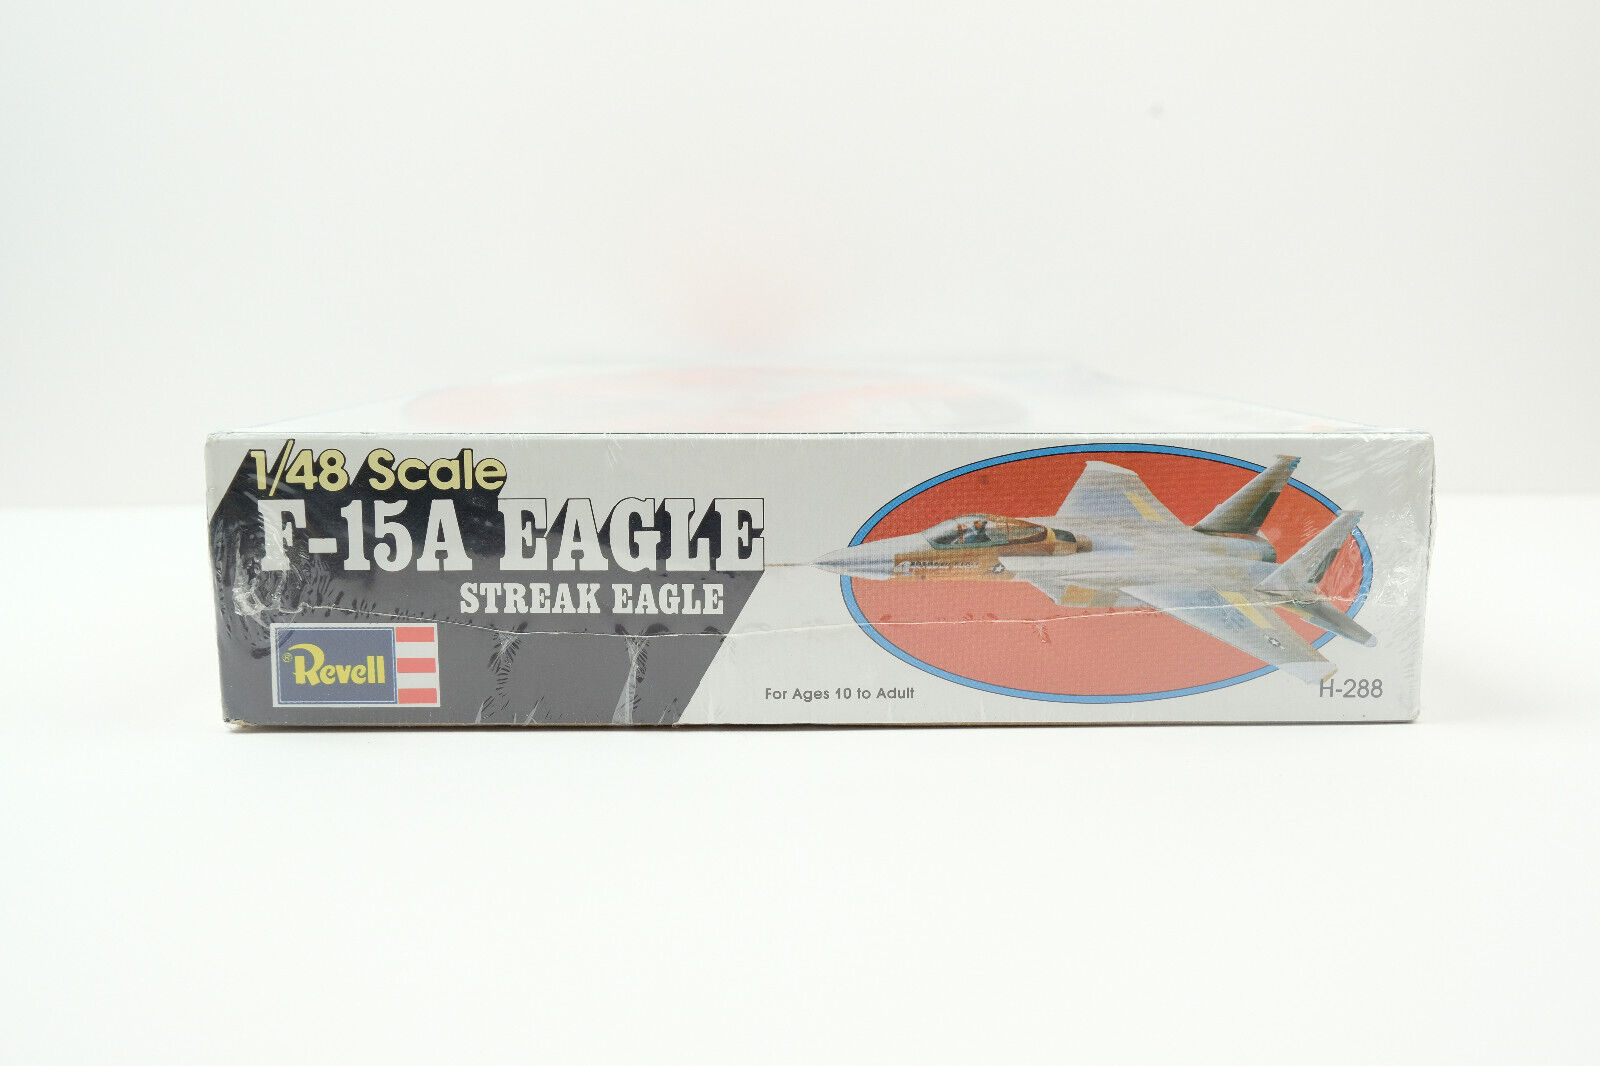 1/48 Scale
F-15A EAGLE
STREAK EAGLE
® Revell
For Ages 10 to Adult
H-288